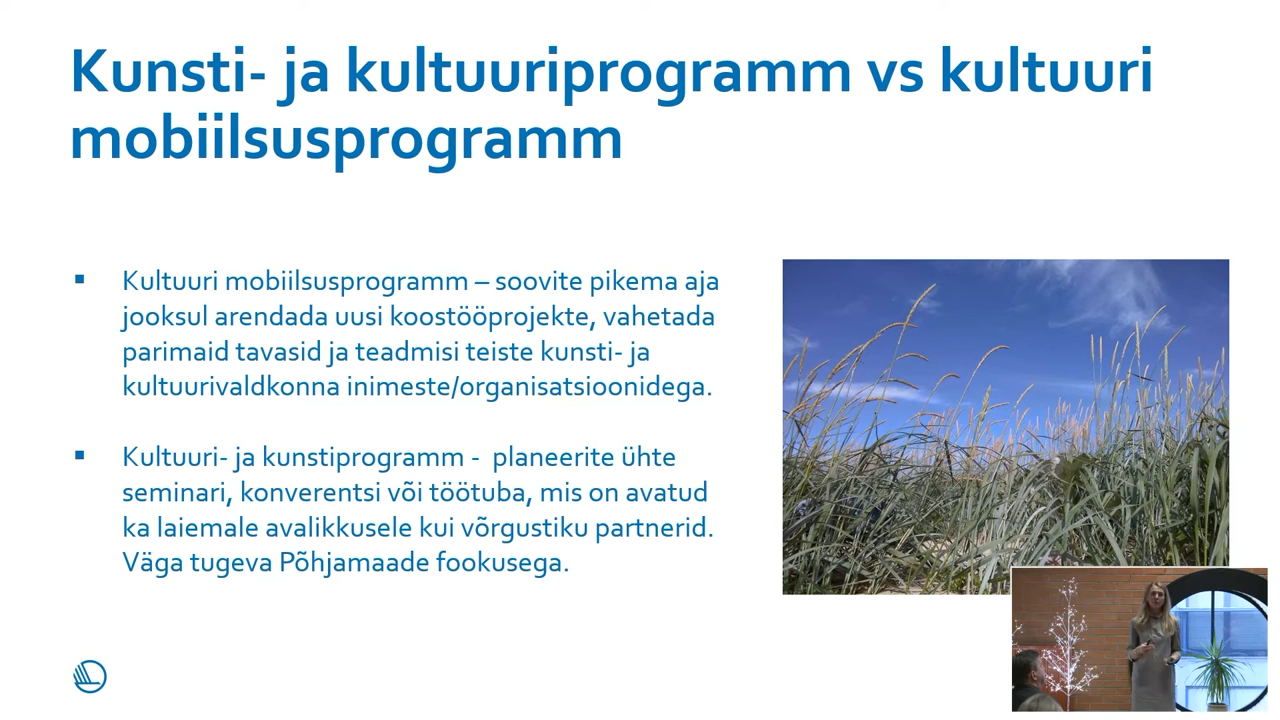 Kunsti- ja kultuuriprogramm vs kultuuri
mobiilsusprogramm
Kultuuri mobiilsusprogramm – soovite pikema aja
jooksul arendada uusi koostööprojekte, vahetada
parimaid tavasid ja teadmisi teiste kunsti- ja
kultuurivaldkonna inimeste/organisatsioonidega.
Kultuuri- ja kunstiprogramm - planeerite ühte
seminari, konverentsi või töötuba, mis on avatud
ka laiemale avalikkusele kui võrgustiku partnerid.
Väga tugeva Põhjamaade fookusega.